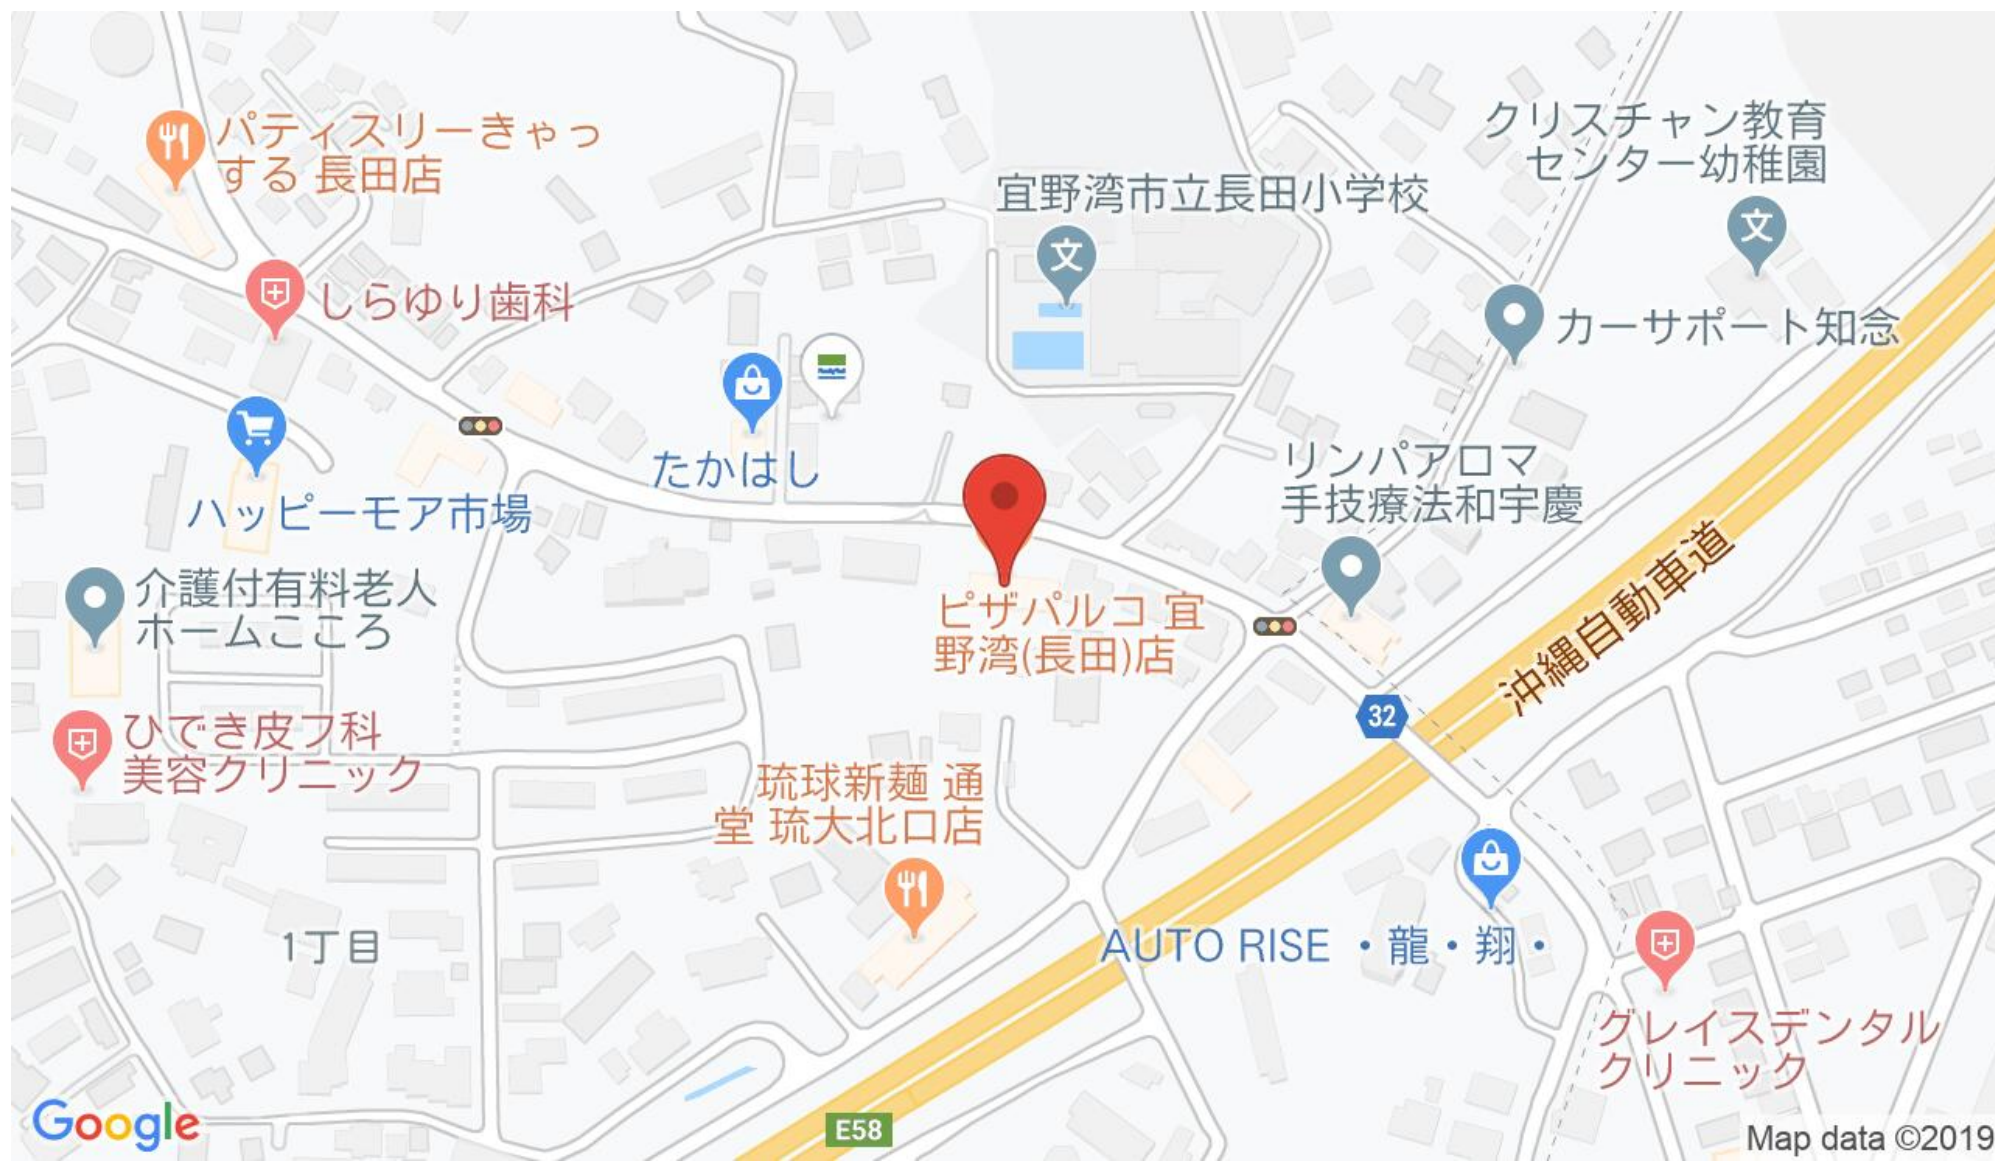 パティスリーきゃっ
する 長田店
クリスチャン教育
センター幼稚園
宜野湾市立長田小学校
文
文
しらゆり歯科
カーサポート知念
FamilyMart
たかはし
リンパアロマ
手技療法和宇慶
ハッピーモア市場
沖縄自動車道
介護付有料老人
ホームこころ
ピザパルコ 宜
野湾(長田)店
32
ひでき皮フ科
美容クリニック
琉球新麺 通
堂 琉大北口店
AUTO RISE ・龍・翔・
1丁目
グレイスデンタル
クリニック
Google
E58
Map data ©2019